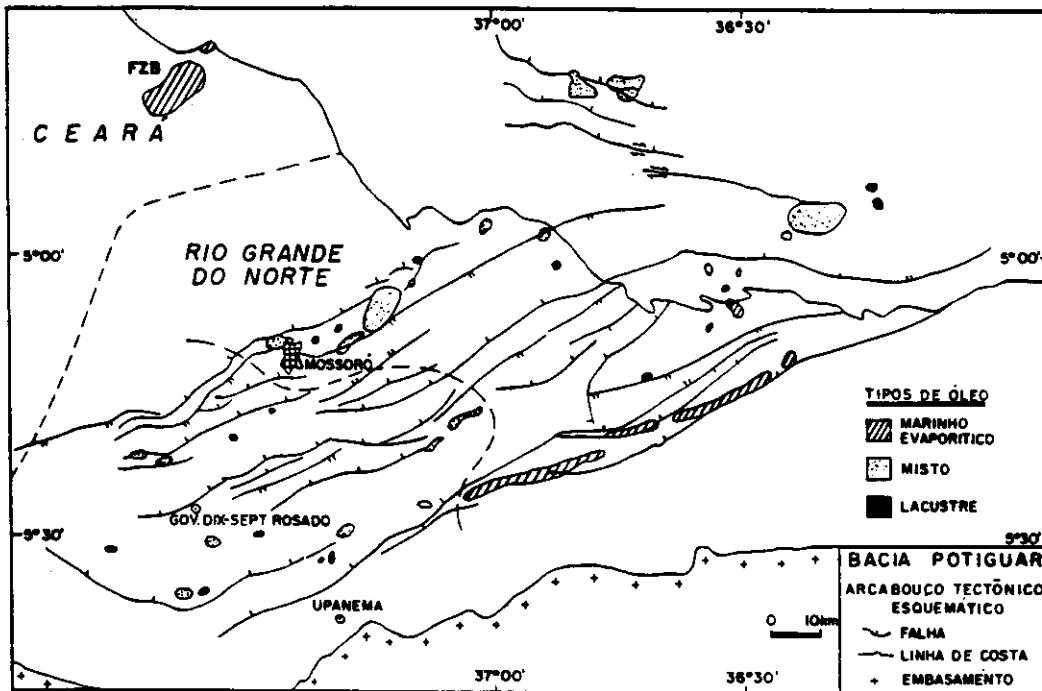 37°00'
36°30'
FZB
CEARÁ
RIO GRANDE
DO NORTE
5°00'
5°00'
MOSSORÓ
TIPOS DE ÓLEO
MARINHO
EVAPORITICO
MISTO
LACUSTRE
GOV. DIX-SEPT ROSADO
5°30'
5°30'
UPANEMA
BACIA POTIGUAR
ARCABOUÇO TECTÔNICO
ESQUEMÁTICO
FALHA
LINHA DE COSTA
EMBASAMENTO
0 10km
37°00'
36°30'